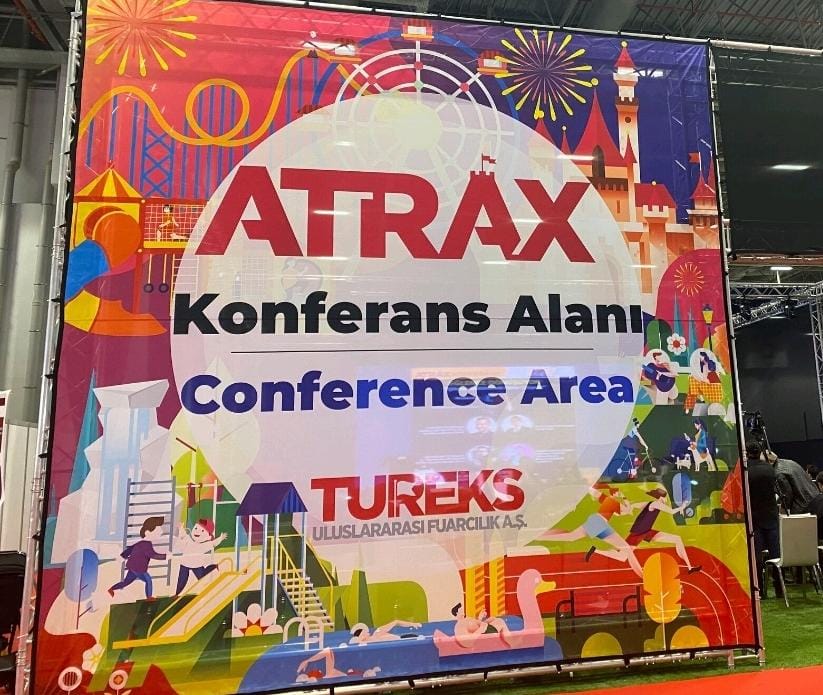 ATRAX
Konferans Alanı
Conference Area
TUREKS
ULUSLARARASI FUARCILIK A.Ş.